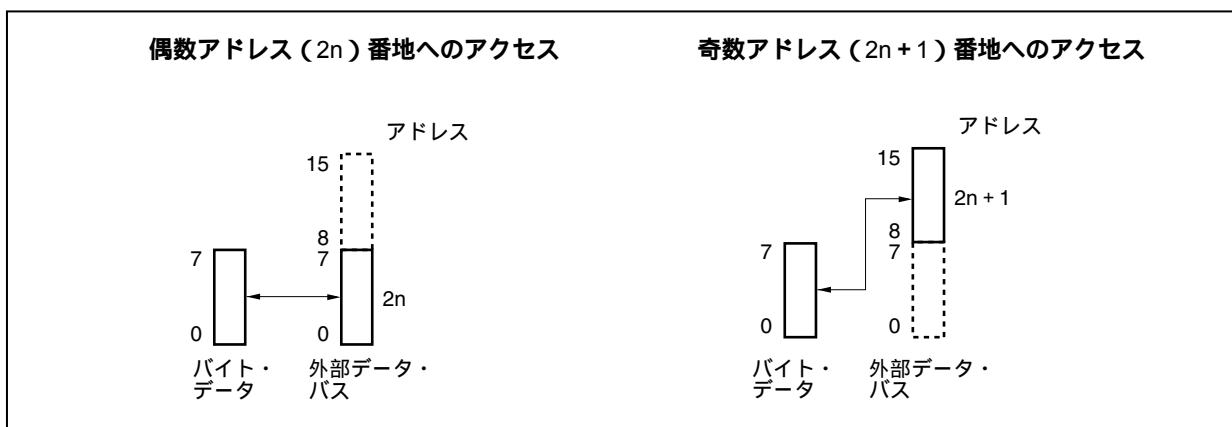 偶数アドレス（2n）番地へのアクセス
アドレス
15
8
7
7
2n
0
0
バイト・
データ
外部データ・
バス
奇数アドレス（2n + 1）番地へのアクセス
アドレス
15
2n + 1
8
7
7
0
0
バイト・
データ
外部データ・
バス